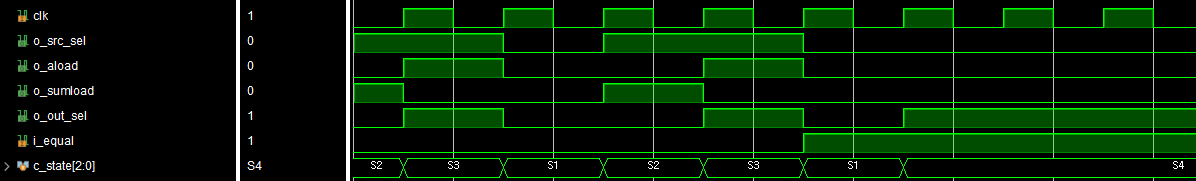 clk 1
o_src_sel 0
o_aload 0
o_sumload 0
o_out_sel 1
i_equal 1
c_state[2:0] S4 S2 S3 S1 S2 S3 S1 S4